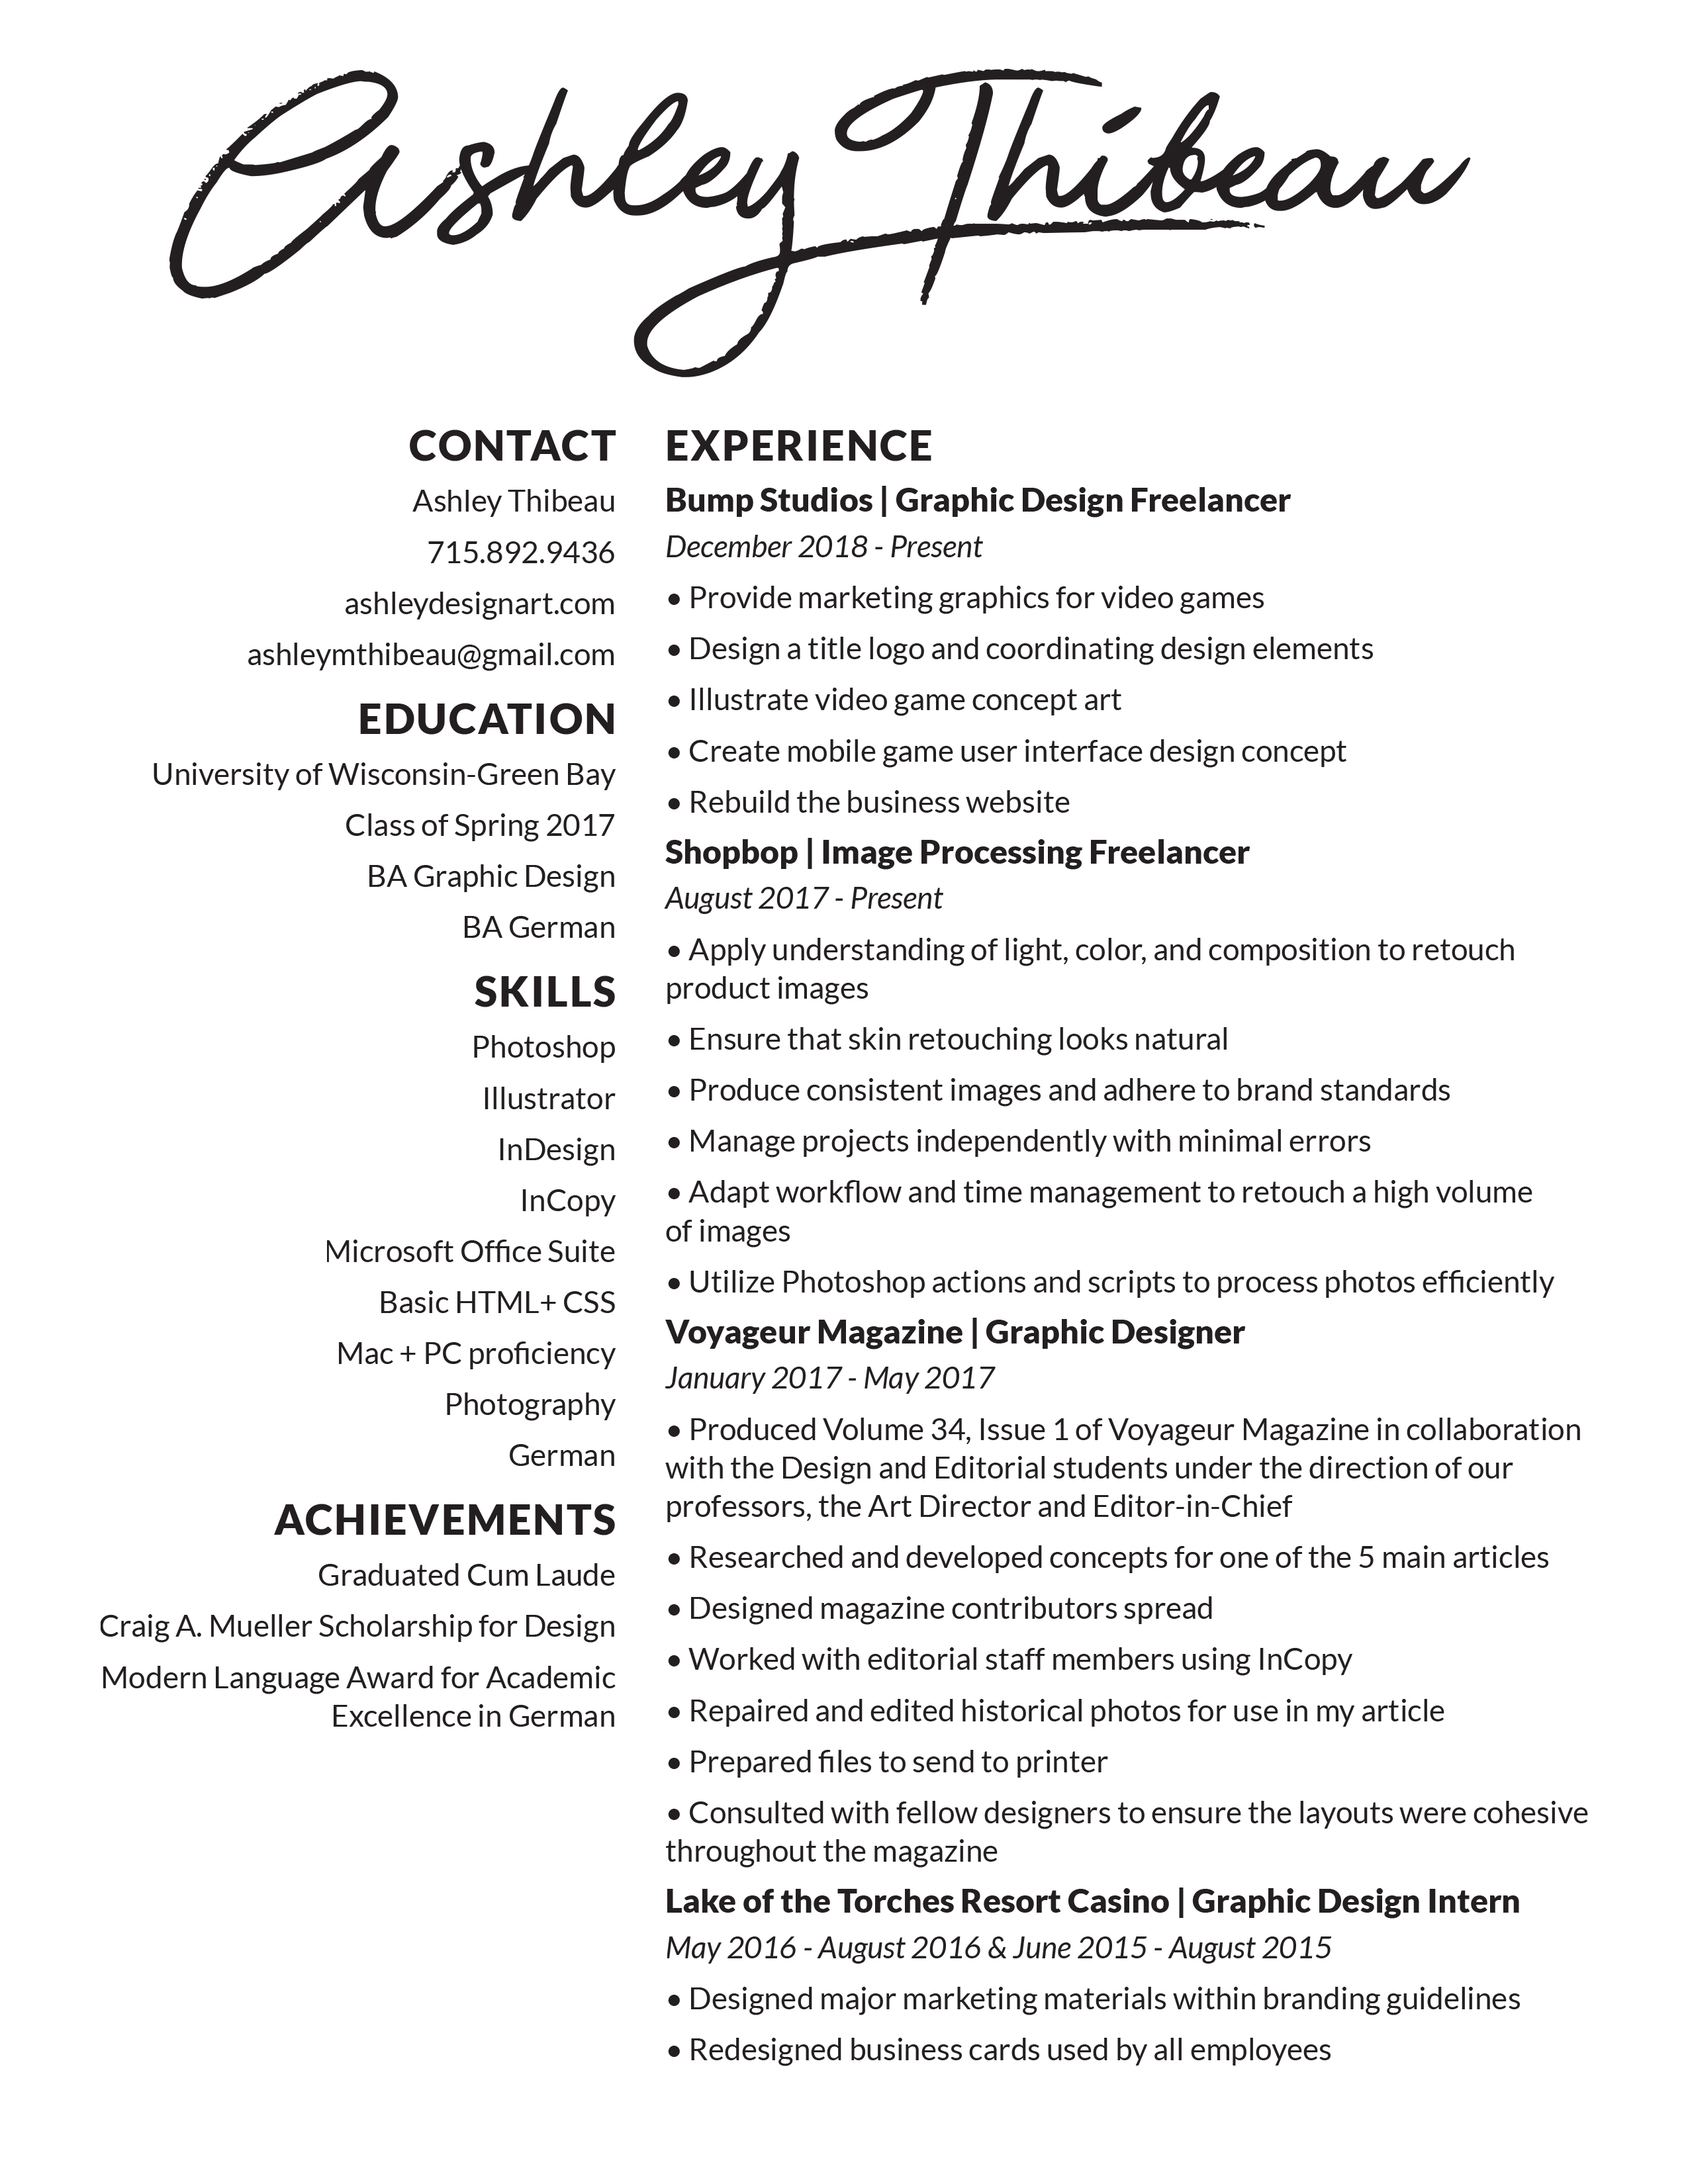 Ashley Thibeau
CONTACT
Ashley Thibeau
715.892.9436
ashleydesignart.com
ashleymthibeau@gmail.com
EDUCATION
University of Wisconsin-Green Bay
Class of Spring 2017
BA Graphic Design
BA German
SKILLS
Photoshop
Illustrator
InDesign
InCopy
Microsoft Office Suite
Basic HTML+ CSS
Mac + PC proficiency
Photography
German
ACHIEVEMENTS
Graduated Cum Laude
Craig A. Mueller Scholarship for Design
Modern Language Award for Academic
Excellence in German
EXPERIENCE
Bump Studios | Graphic Design Freelancer
December 2018 - Present
• Provide marketing graphics for video games
• Design a title logo and coordinating design elements
• Illustrate video game concept art
• Create mobile game user interface design concept
• Rebuild the business website
Shopbop | Image Processing Freelancer
August 2017 - Present
• Apply understanding of light, color, and composition to retouch
product images
• Ensure that skin retouching looks natural
• Produce consistent images and adhere to brand standards
• Manage projects independently with minimal errors
• Adapt workflow and time management to retouch a high volume
of images
• Utilize Photoshop actions and scripts to process photos efficiently
Voyageur Magazine | Graphic Designer
January 2017 - May 2017
• Produced Volume 34, Issue 1 of Voyageur Magazine in collaboration
with the Design and Editorial students under the direction of our
professors, the Art Director and Editor-in-Chief
• Researched and developed concepts for one of the 5 main articles
• Designed magazine contributors spread
• Worked with editorial staff members using InCopy
• Repaired and edited historical photos for use in my article
• Prepared files to send to printer
• Consulted with fellow designers to ensure the layouts were cohesive
throughout the magazine
Lake of the Torches Resort Casino | Graphic Design Intern
May 2016 - August 2016 & June 2015 - August 2015
• Designed major marketing materials within branding guidelines
• Redesigned business cards used by all employees